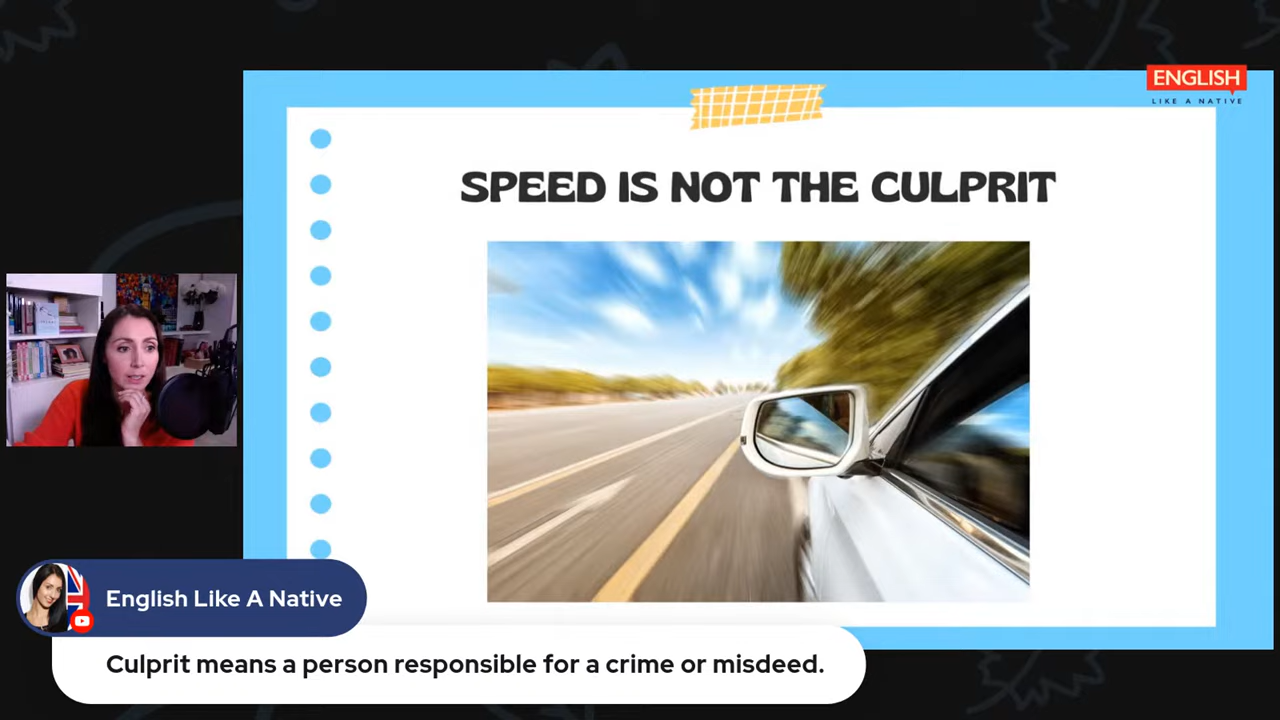 ENGLISH
LIKE A NATIVE
SPEED IS NOT THE CULPRIT
English Like A Native
Culprit means a person responsible for a crime or misdeed.